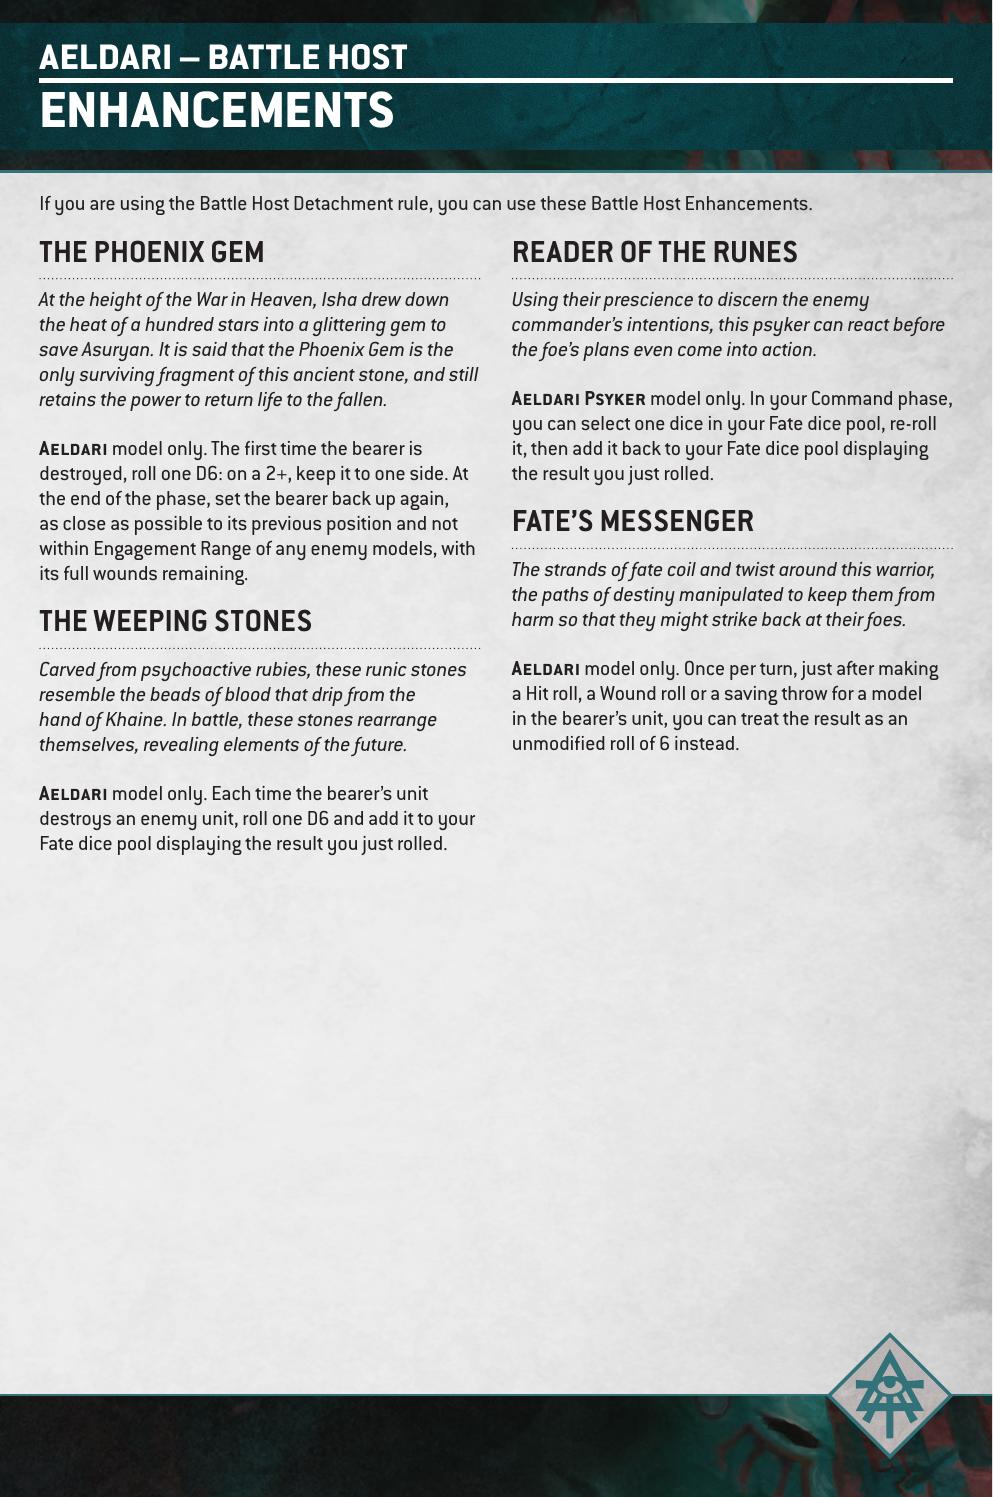 AELDARI – BATTLE HOST
ENHANCEMENTS
If you are using the Battle Host Detachment rule, you can use these Battle Host Enhancements.
THE PHOENIX GEM
At the height of the War in Heaven, Isha drew down
the heat of a hundred stars into a glittering gem to
save Asuryan. It is said that the Phoenix Gem is the
only surviving fragment of this ancient stone, and still
retains the power to return life to the fallen.
AELDARI model only. The first time the bearer is
destroyed, roll one D6: on a 2+, keep it to one side. At
the end of the phase, set the bearer back up again,
as close as possible to its previous position and not
within Engagement Range of any enemy models, with
its full wounds remaining.
THE WEEPING STONES
Carved from psychoactive rubies, these runic stones
resemble the beads of blood that drip from the
hand of Khaine. In battle, these stones rearrange
themselves, revealing elements of the future.
AELDARI model only. Each time the bearer’s unit
destroys an enemy unit, roll one D6 and add it to your
Fate dice pool displaying the result you just rolled.
READER OF THE RUNES
Using their prescience to discern the enemy
commander’s intentions, this psyker can react before
the foe’s plans even come into action.
AELDARI PSYKER model only. In your Command phase,
you can select one dice in your Fate dice pool, re-roll
it, then add it back to your Fate dice pool displaying
the result you just rolled.
FATE’S MESSENGER
The strands of fate coil and twist around this warrior,
the paths of destiny manipulated to keep them from
harm so that they might strike back at their foes.
AELDARI model only. Once per turn, just after making
a Hit roll, a Wound roll or a saving throw for a model
in the bearer’s unit, you can treat the result as an
unmodified roll of 6 instead.